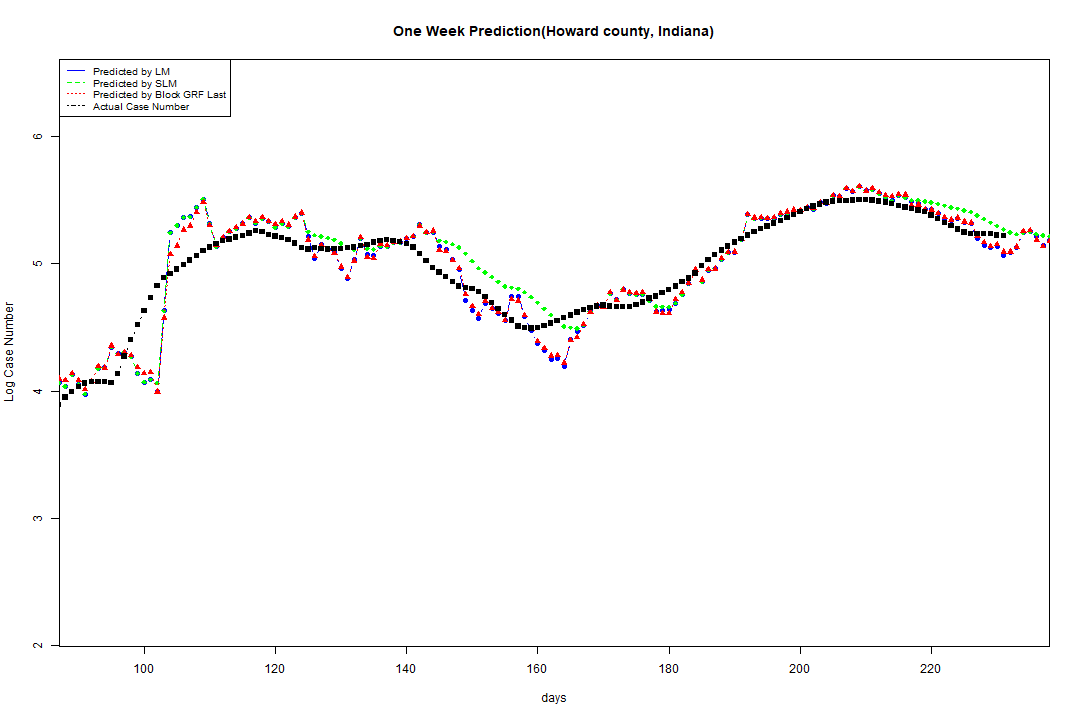 One Week Prediction(Howard county, Indiana)
Predicted by LM
Predicted by SLM
Predicted by Block GRF Last
Actual Case Number
6
5
4
3
2
Log Case Number
100 120 140 160 180 200 220
days